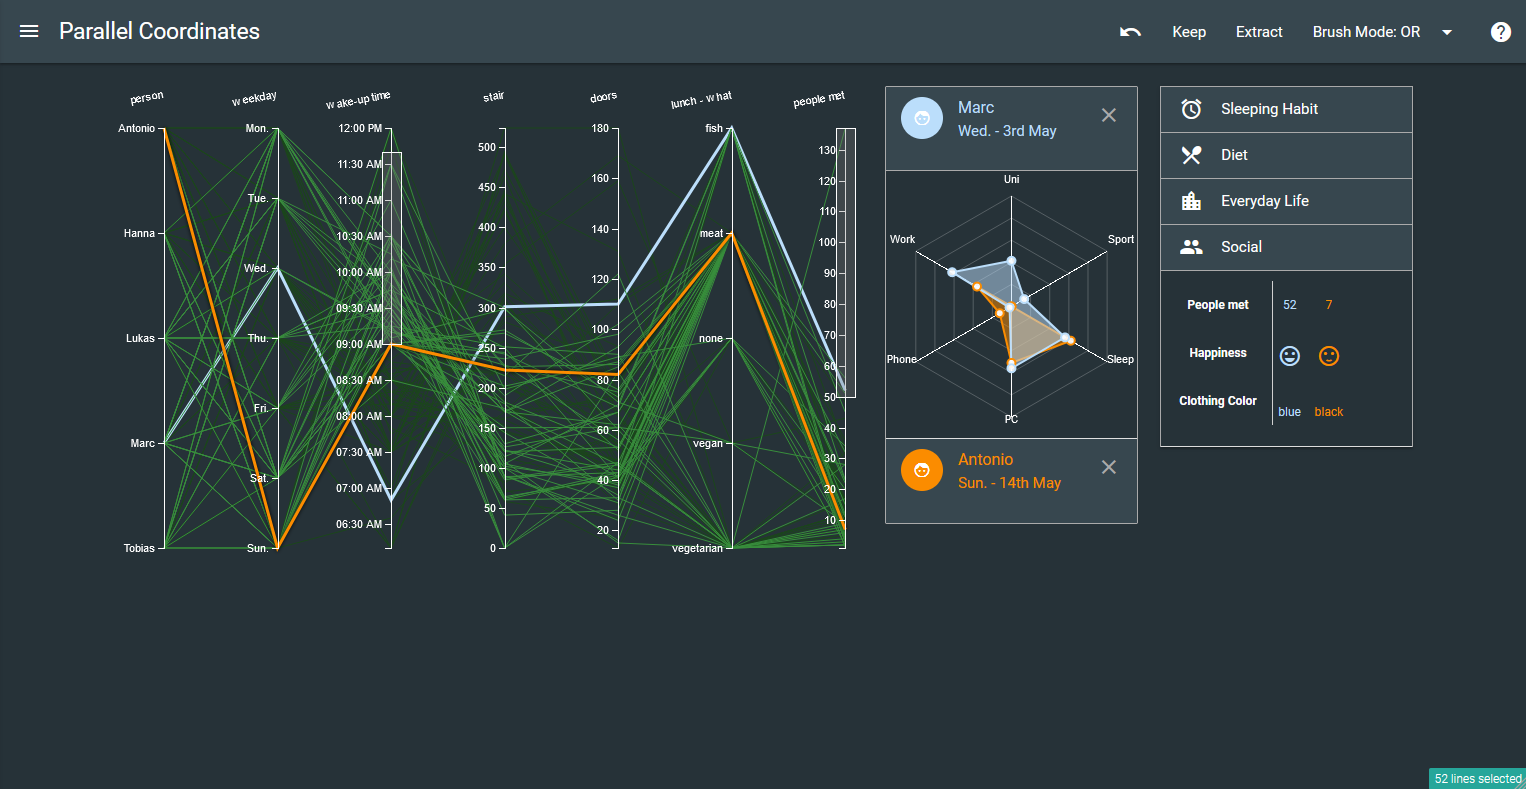 Parallel Coordinates
Keep
Extract
Brush Mode: OR
?
person
weekday
wake-up time
stair
doors
lunch - what
people met
Antonio
Hanna
Lukas
Marc
Tobias
Mon.
Tue.
Wed.
Thu.
Fri.
Sat.
Sun.
12:00 PM
11:30 AM
11:00 AM
10:30 AM
10:00 AM
09:30 AM
09:00 AM
08:30 AM
08:00 AM
07:30 AM
07:00 AM
06:30 AM
500
450
400
350
300
250
200
150
100
50
0
180
160
140
120
100
80
60
40
20
fish
meat
none
vegan
vegetarian
130
120
110
100
90
80
70
60
50
40
30
20
10
Marc
Wed. - 3rd May
Uni
Sport
Sleep
PC
Phone
Work
Antonio
Sun. - 14th May
Sleeping Habit
Diet
Everyday Life
Social
People met 52 7
Happiness
Clothing Color blue black
52 lines selected